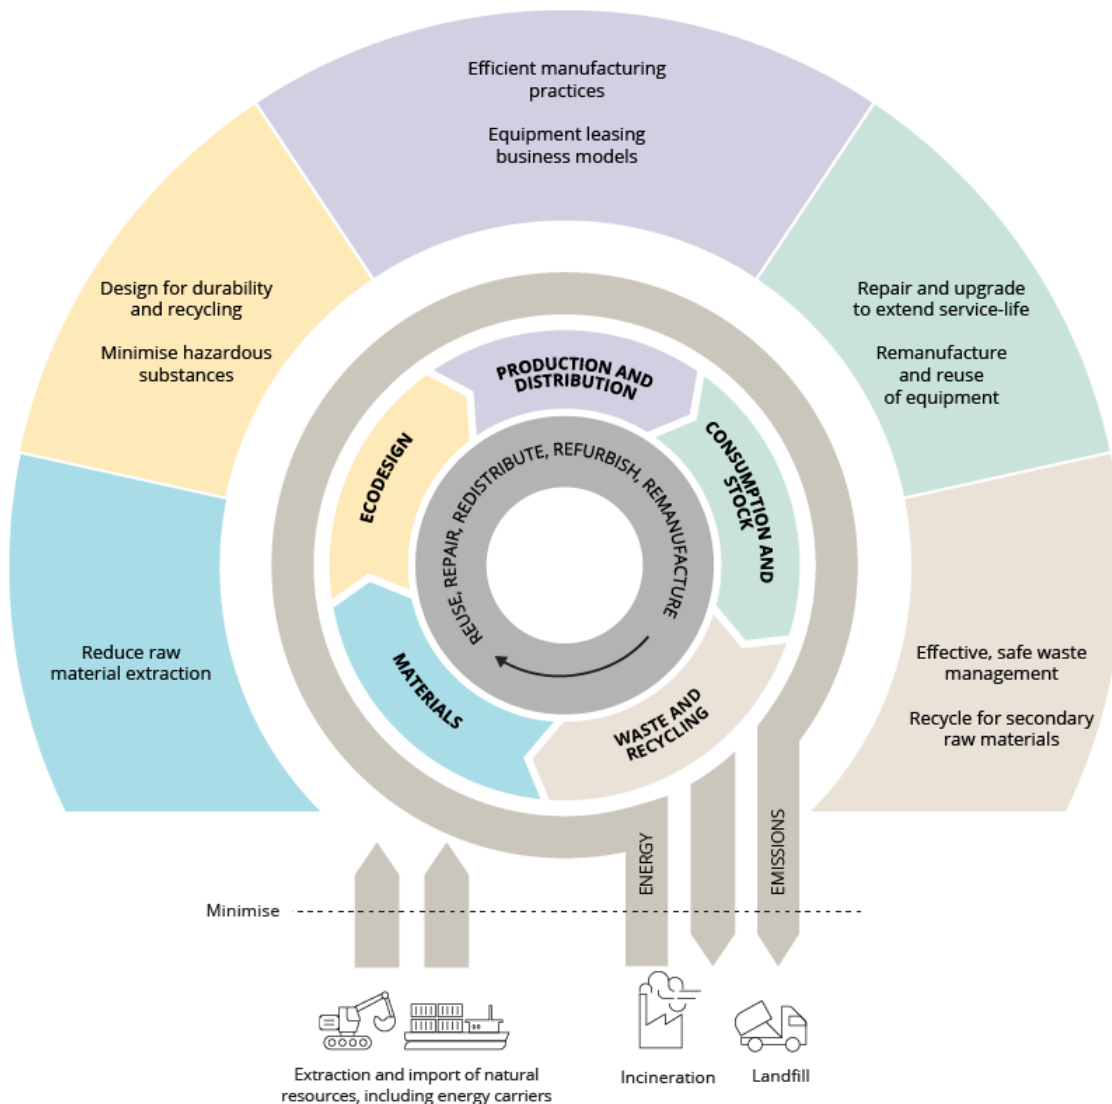 Efficient manufacturing
practices
Equipment leasing
business models
Design for durability
and recycling
Minimise hazardous
substances
Repair and upgrade
to extend service-life
Remanufacture
and reuse
of equipment
Reduce raw
material extraction
Effective, safe waste
management
Recycle for secondary
raw materials
PRODUCTION AND
DISTRIBUTION
ECODESIGN
CONSUMPTION AND
STOCK
MATERIALS
WASTE AND
RECYCLING
REUSE, REPAIR, REDISTRIBUTE, REFURBISH, REMANUFACTURE
ENERGY
EMISSIONS
Minimise
Extraction and import of natural
resources, including energy carriers
Incineration
Landfill